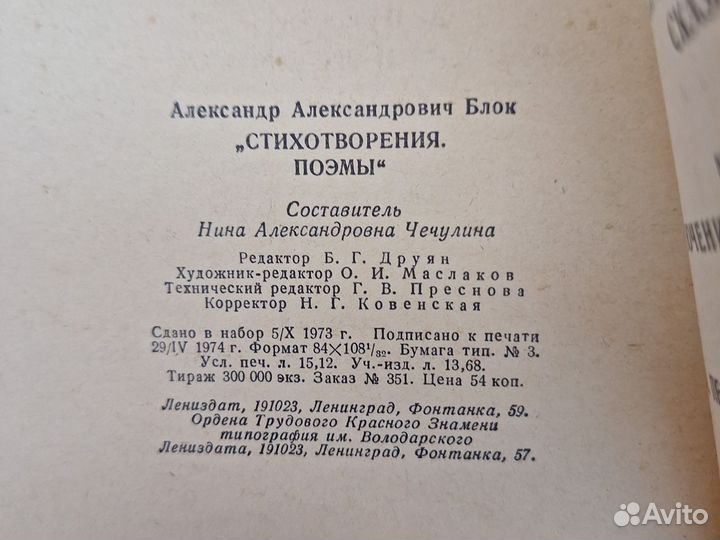 Александр Александрович Блок
„СТИХОТВОРЕНИЯ.
ПОЭМЫ“
Составитель
Нина Александровна Чечулина
Редактор Б. Г. Друян
Художник-редактор О. И. Маслаков
Технический редактор Г. В. Преснова
Корректор Н. Г. Ковенская
Сдано в набор 5/X 1973 г. Подписано к печати
29/IV 1974 г. Формат 84×108¹/₃₂. Бумага тип. № 3.
Усл. печ. л. 15,12. Уч.-изд. л. 13,68.
Тираж 300 000 экз. Заказ № 351. Цена 54 коп.
Лениздат, 191023, Ленинград, Фонтанка, 59.
Ордена Трудового Красного Знамени
типография им. Володарского
Лениздата, 191023, Ленинград, Фонтанка, 57.
Avito